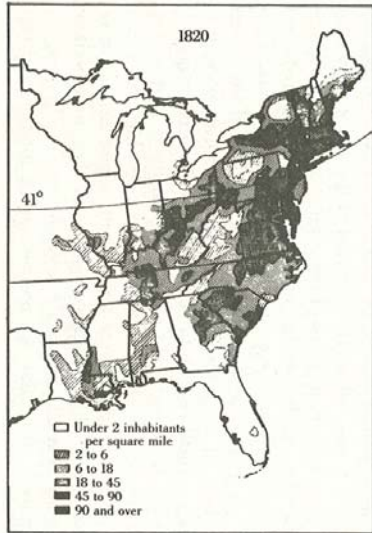 1820
41°
Under 2 inhabitants
per square mile
2 to 6
6 to 18
18 to 45
45 to 90
90 and over